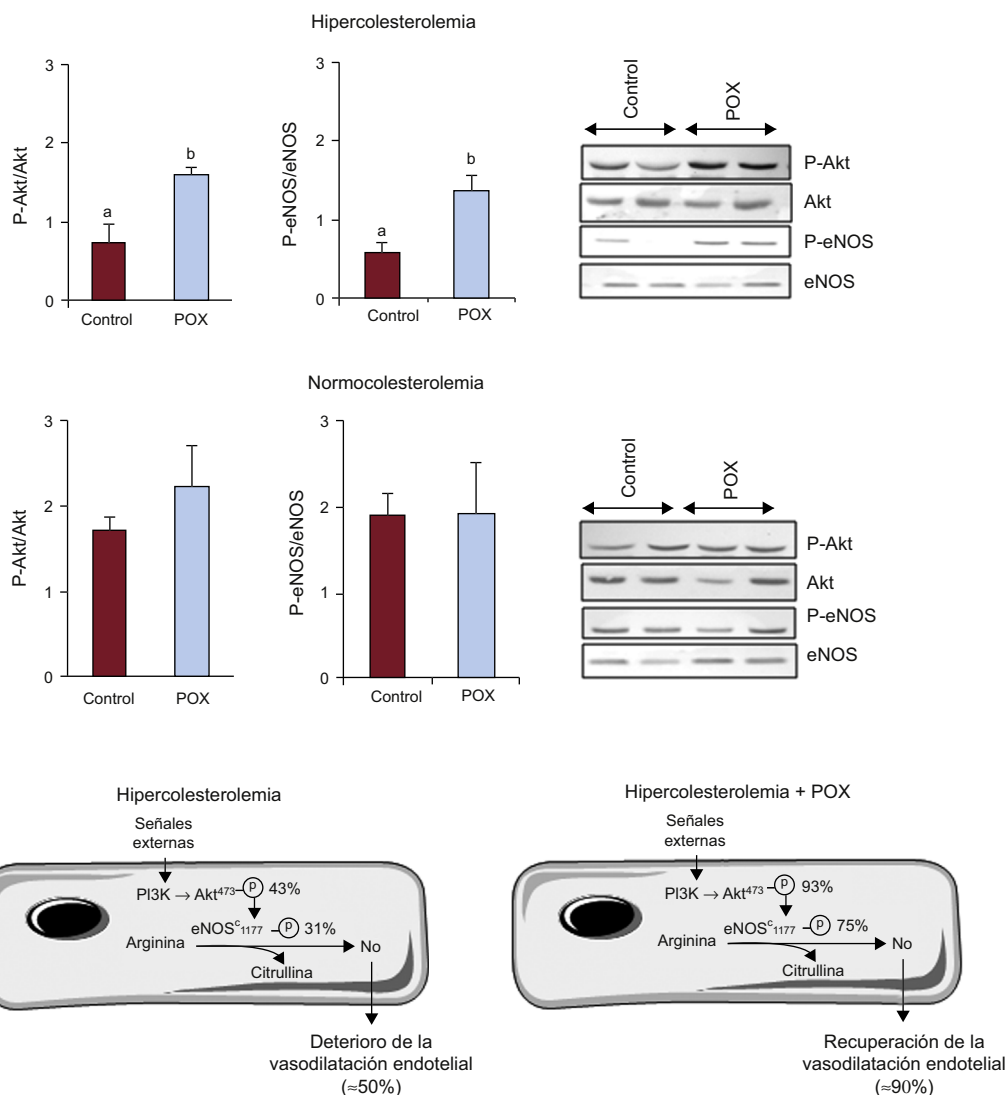 Hipercolesterolemia
3
2
1
0
P-Akt/Akt
a
b
Control
POX
3
2
1
0
P-eNOS/eNOS
a
b
Control
POX
Control
POX
P-Akt
Akt
P-eNOS
eNOS
Normocolesterolemia
3
2
1
0
P-Akt/Akt
Control
POX
3
2
1
0
P-eNOS/eNOS
Control
POX
Control
POX
P-Akt
Akt
P-eNOS
eNOS
Hipercolesterolemia
Señales
externas
PI3K → Akt⁴⁷³ P 43%
eNOSᶜ₁₁₇₇ P 31%
Arginina
No
Citrullina
Deterioro de la
vasodilatación endotelial
(≈50%)
Hipercolesterolemia + POX
Señales
externas
PI3K → Akt⁴⁷³ P 93%
eNOSᶜ₁₁₇₇ P 75%
Arginina
No
Citrullina
Recuperación de la
vasodilatación endotelial
(≈90%)